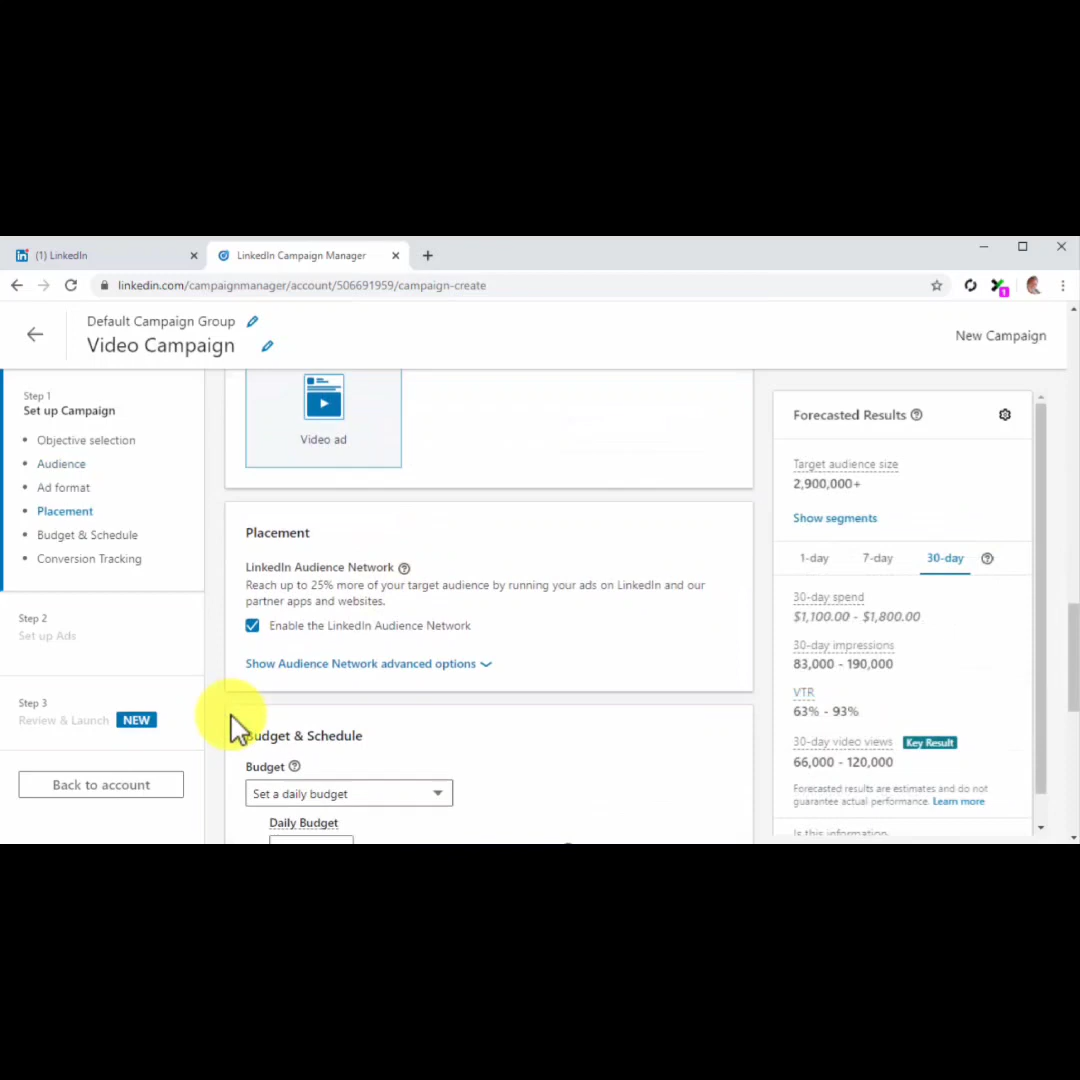 (1) LinkedIn
LinkedIn Campaign Manager
linkedin.com/campaignmanager/account/506691959/campaign-create
1
Default Campaign Group
Video Campaign
New Campaign
Step 1
Set up Campaign
Objective selection
Audience
Ad format
Placement
Budget & Schedule
Conversion Tracking
Step 2
Set up Ads
Step 3
Review & Launch NEW
Back to account
Video ad
Placement
LinkedIn Audience Network
Reach up to 25% more of your target audience by running your ads on LinkedIn and our
partner apps and websites.
Enable the LinkedIn Audience Network
Show Audience Network advanced options
Budget & Schedule
Budget
Set a daily budget
Daily Budget
Forecasted Results
Target audience size
2,900,000+
Show segments
1-day 7-day 30-day
30-day spend
$1,100.00 - $1,800.00
30-day impressions
83,000 - 190,000
VTR
63% - 93%
30-day video views Key Result
66,000 - 120,000
Forecasted results are estimates and do not
guarantee actual performance. Learn more
Is this information